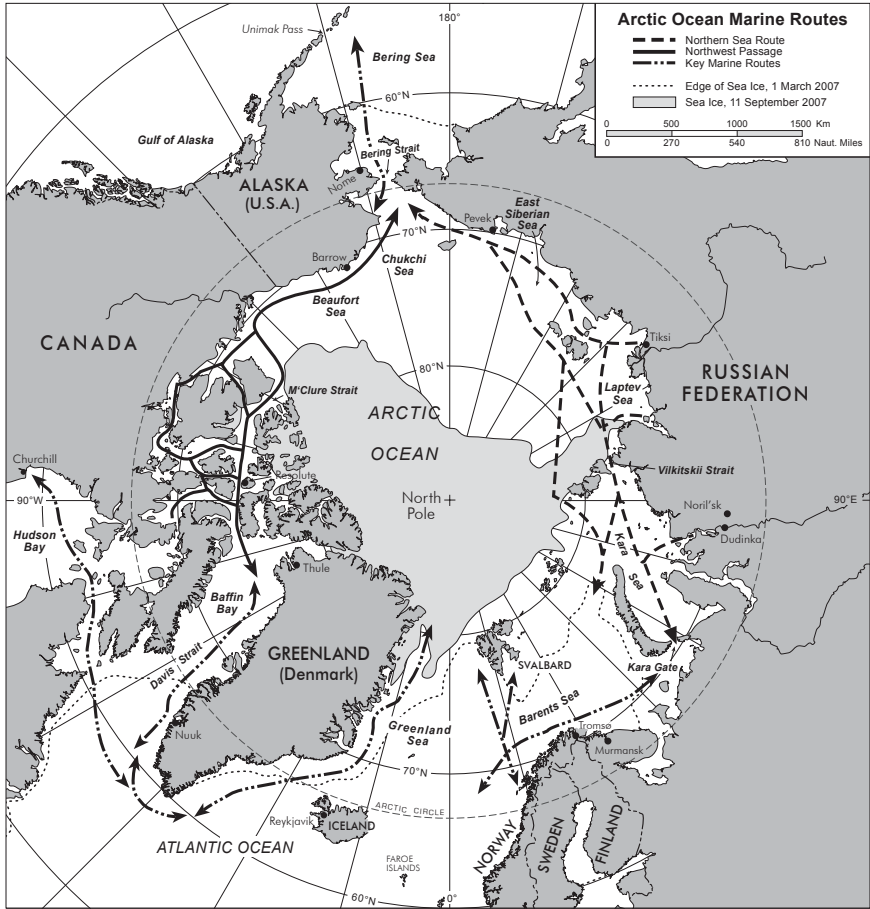 Arctic Ocean Marine Routes
Northern Sea Route
Northwest Passage
Key Marine Routes
Edge of Sea Ice, 1 March 2007
Sea Ice, 11 September 2007
0 500 1000 1500 Km
0 270 540 810 Naut. Miles
180°
Unimak Pass
Bering Sea
60°N
Gulf of Alaska
Bering Strait
ALASKA
(U.S.A.)
Nome
East
Siberian
Sea
Pevek
70°N
Barrow
Chukchi
Sea
Beaufort
Sea
CANADA
Tiksi
80°N
RUSSIAN
FEDERATION
M'Clure Strait
Laptev
Sea
ARCTIC
OCEAN
Churchill
Vilkitskii Strait
Resolute
90°W
North
Pole
90°E
Noril'sk
Dudinka
Hudson
Bay
Kara
Sea
Thule
Baffin
Bay
GREENLAND
(Denmark)
SVALBARD
Kara Gate
Davis Strait
Barents Sea
Greenland
Sea
Tromsø
Murmansk
Nuuk
70°N
ARCTIC CIRCLE
Reykjavik
ICELAND
ATLANTIC OCEAN
NORWAY
SWEDEN
FINLAND
FAROE
ISLANDS
60°N
0°